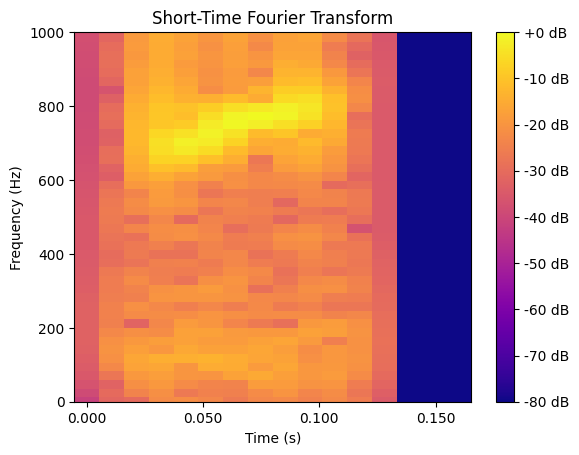 Short-Time Fourier Transform
Frequency (Hz)
1000
800
600
400
200
0
0.000
0.050
0.100
0.150
Time (s)
+0 dB
-10 dB
-20 dB
-30 dB
-40 dB
-50 dB
-60 dB
-70 dB
-80 dB